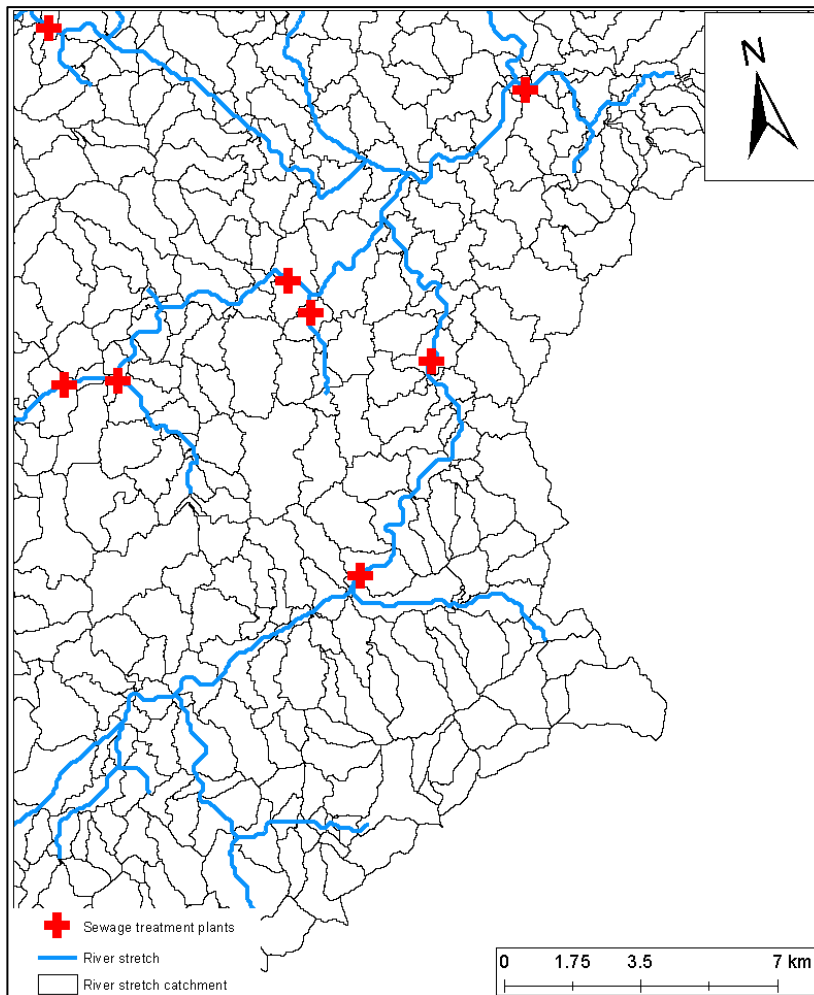 N
Sewage treatment plants
River stretch
River stretch catchment
0 1.75 3.5 7 km